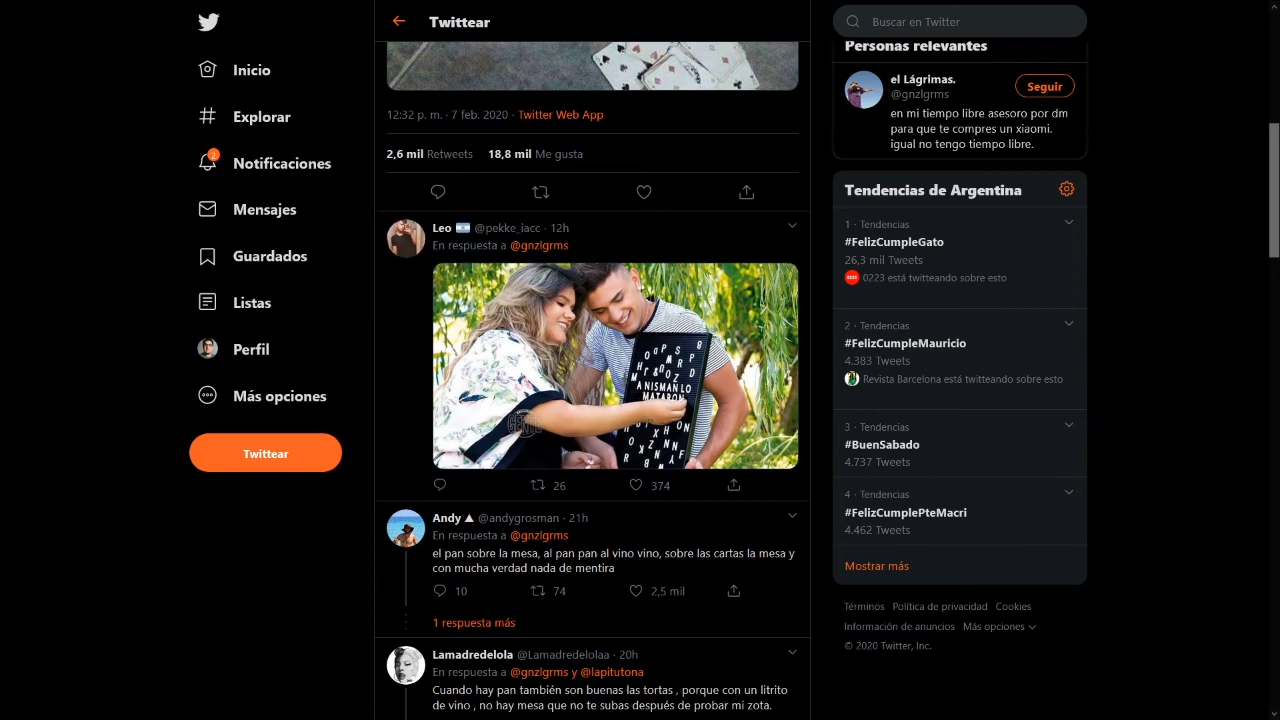 Inicio
Explorar
2
Notificaciones
Mensajes
Guardados
Listas
Perfil
Más opciones
Twittear
Twittear
12:32 p. m. · 7 feb. 2020 · Twitter Web App
2,6 mil Retweets 18,8 mil Me gusta
Leo @pekke_iacc · 12h
En respuesta a @gnzlgrms
A NISMAN LO
MATARON
GENTE
26 374
Andy ▲ @andygrosman · 21h
En respuesta a @gnzlgrms
el pan sobre la mesa, al pan pan al vino vino, sobre las cartas la mesa y
con mucha verdad nada de mentira
10 74 2,5 mil
1 respuesta más
Lamadredelola @Lamadredelolaa · 20h
En respuesta a @gnzlgrms y @lapitutona
Cuando hay pan también son buenas las tortas , porque con un litrito
de vino , no hay mesa que no te subas después de probar mi zota.
Buscar en Twitter
Personas relevantes
el Lágrimas.
@gnzlgrms
Seguir
en mi tiempo libre asesoro por dm
para que te compres un xiaomi.
igual no tengo tiempo libre.
Tendencias de Argentina
1 · Tendencias
#FelizCumpleGato
26,3 mil Tweets
0223 está twitteando sobre esto
2 · Tendencias
#FelizCumpleMauricio
4.383 Tweets
Revista Barcelona está twitteando sobre esto
3 · Tendencias
#BuenSabado
4.737 Tweets
4 · Tendencias
#FelizCumplePteMacri
4.462 Tweets
Mostrar más
Términos Política de privacidad Cookies
Información de anuncios Más opciones
© 2020 Twitter, Inc.